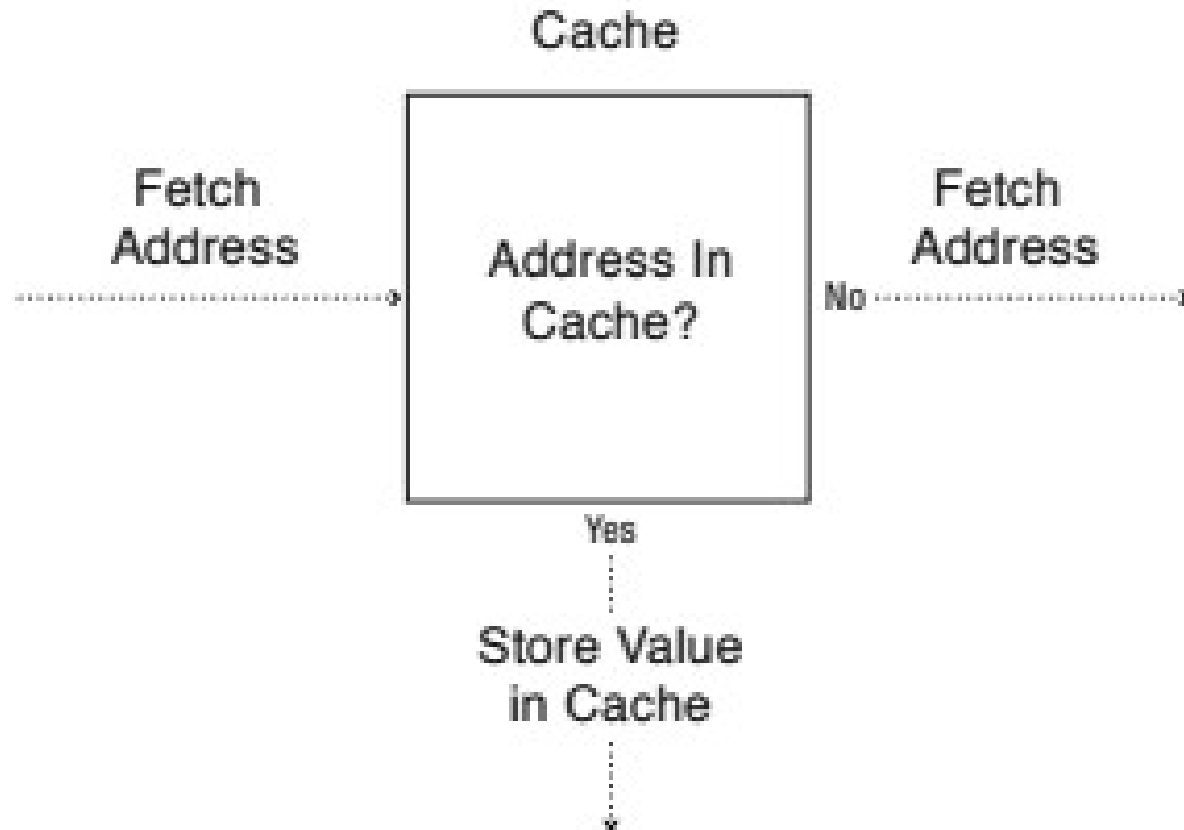 Cache
Fetch
Address
Address In
Cache?
No
Fetch
Address
Yes
Store Value
in Cache